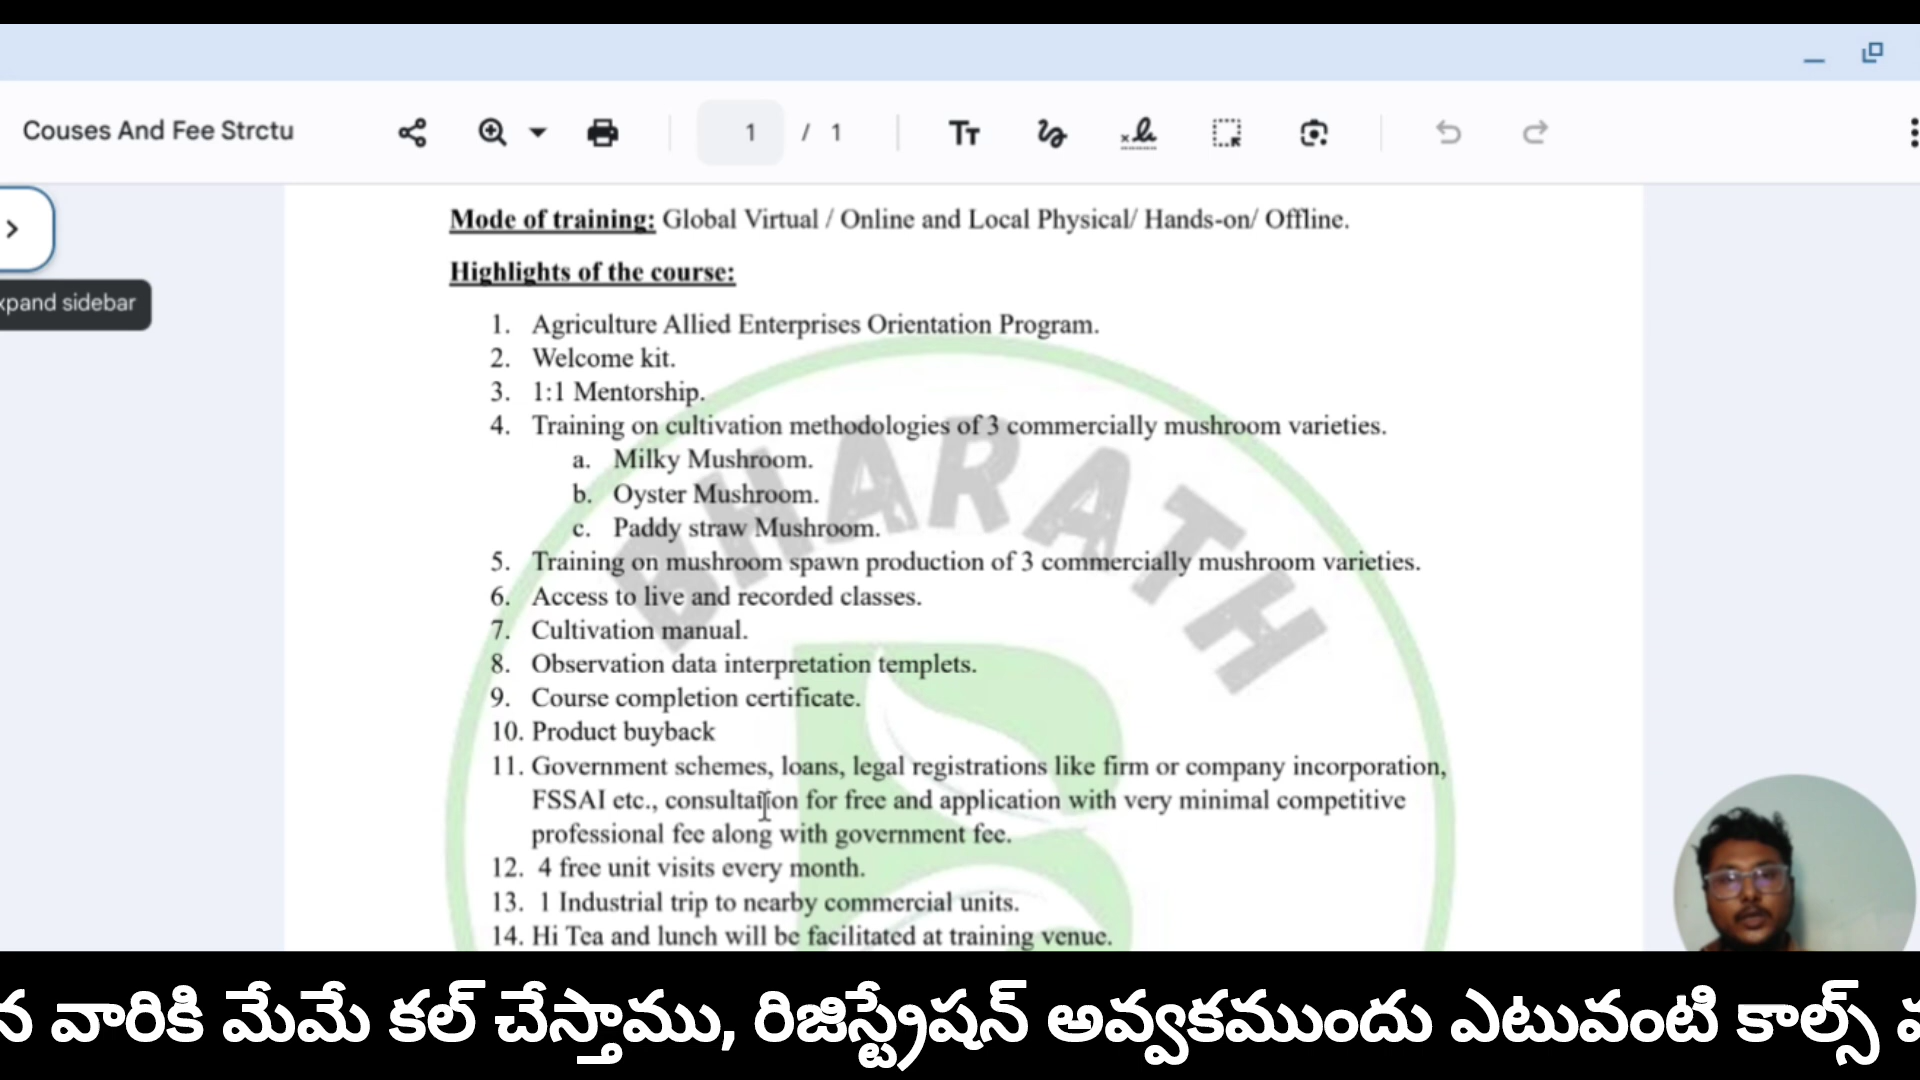 Couses And Fee Strctu
1 / 1
xpand sidebar
Mode of training: Global Virtual / Online and Local Physical/ Hands-on/ Offline.
Highlights of the course:
1. Agriculture Allied Enterprises Orientation Program.
2. Welcome kit.
3. 1:1 Mentorship.
4. Training on cultivation methodologies of 3 commercially mushroom varieties.
a. Milky Mushroom.
b. Oyster Mushroom.
c. Paddy straw Mushroom.
5. Training on mushroom spawn production of 3 commercially mushroom varieties.
6. Access to live and recorded classes.
7. Cultivation manual.
8. Observation data interpretation templets.
9. Course completion certificate.
10. Product buyback
11. Government schemes, loans, legal registrations like firm or company incorporation,
FSSAI etc., consultation for free and application with very minimal competitive
professional fee along with government fee.
12. 4 free unit visits every month.
13. 1 Industrial trip to nearby commercial units.
14. Hi Tea and lunch will be facilitated at training venue.
BHARATH
న వారికి మేమే కల్ చేస్తాము, రిజిస్ట్రేషన్ అవ్వకముందు ఎటువంటి కాల్స్